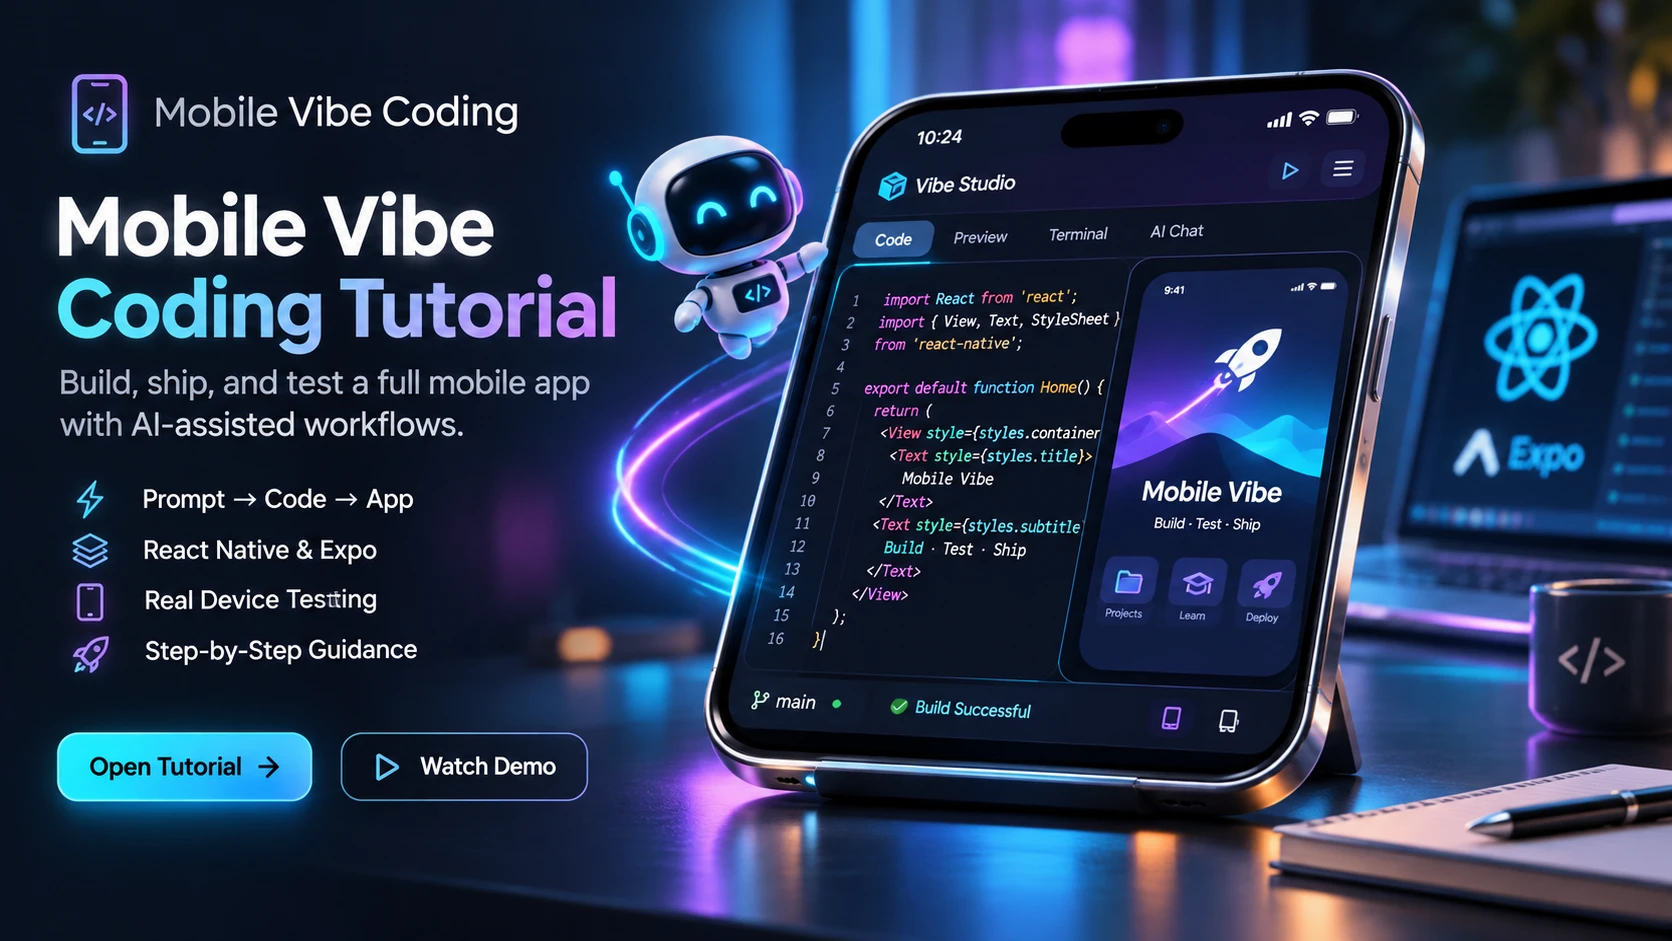 Mobile Vibe Coding
Mobile Vibe
Coding Tutorial
Build, ship, and test a full mobile app
with AI-assisted workflows.
Prompt → Code → App
React Native & Expo
Real Device Testing
Step-by-Step Guidance
Open Tutorial →
Watch Demo
10:24
Vibe Studio
Code Preview Terminal AI Chat
1 import React from 'react';
2 import { View, Text, StyleSheet }
3 from 'react-native';
4
5 export default function Home() {
6 return (
7 <View style={styles.container
8 <Text style={styles.title}>
9 Mobile Vibe
10 </Text>
11 <Text style={styles.subtitle
12 Build · Test · Ship
13 </Text>
14 </View>
15 );
16 }
main
Build Successful
9:41
Mobile Vibe
Build · Test · Ship
Projects Learn Deploy
Expo
</>